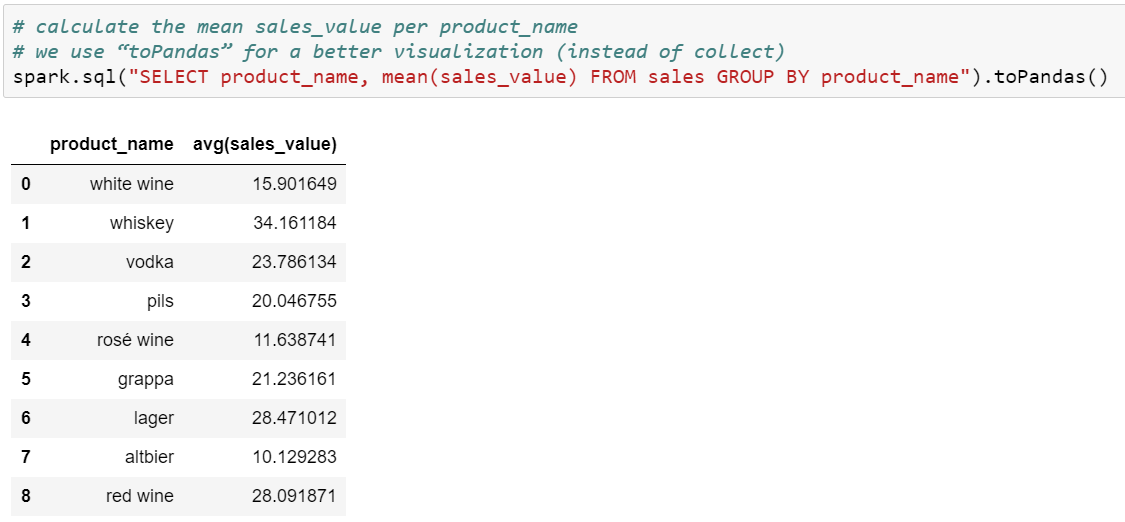 # calculate the mean sales_value per product_name
# we use “toPandas” for a better visualization (instead of collect)
spark.sql("SELECT product_name, mean(sales_value) FROM sales GROUP BY product_name").toPandas()
product_name avg(sales_value)
0 white wine 15.901649
1 whiskey 34.161184
2 vodka 23.786134
3 pils 20.046755
4 rosé wine 11.638741
5 grappa 21.236161
6 lager 28.471012
7 altbier 10.129283
8 red wine 28.091871